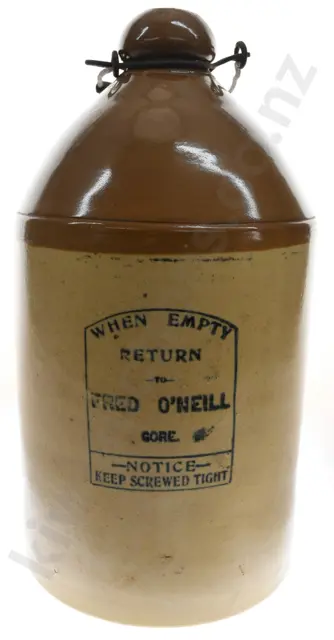 WHEN EMPTY
RETURN
—TO—
FRED O'NEILL
GORE.
—NOTICE—
KEEP SCREWED TIGHT